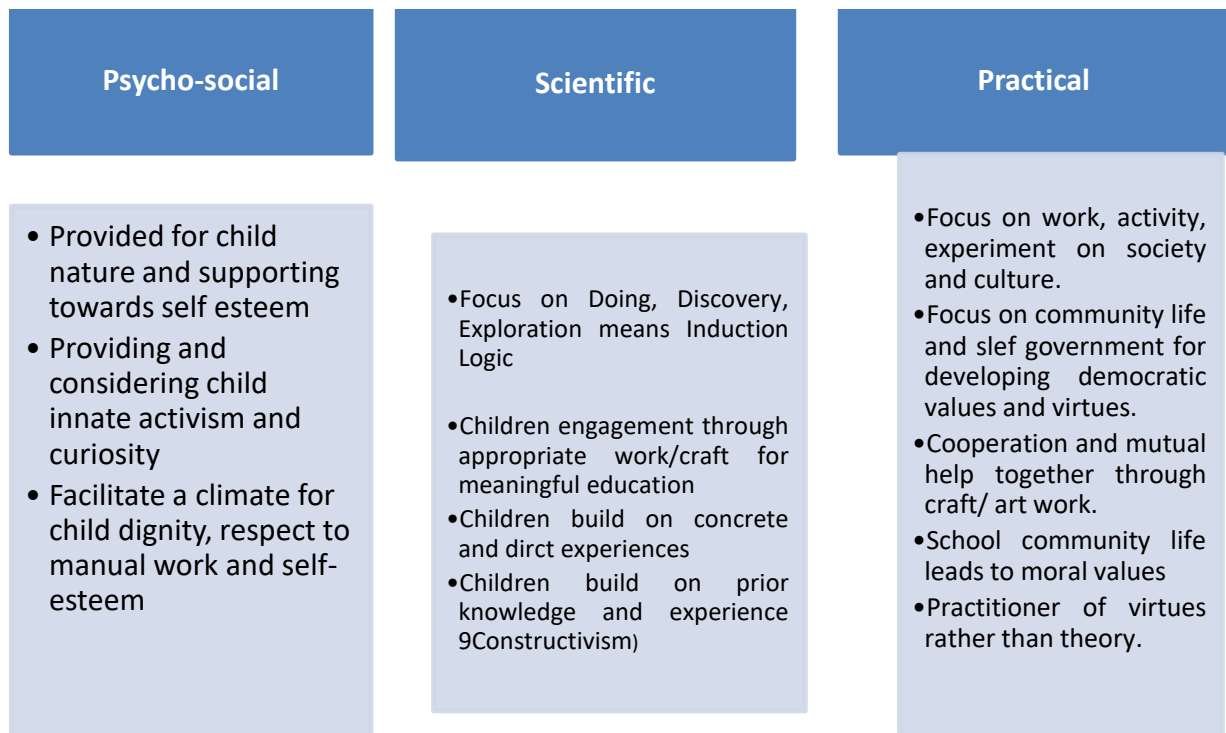 Psycho-social
• Provided for child
nature and supporting
towards self esteem
• Providing and
considering child
innate activism and
curiosity
• Facilitate a climate for
child dignity, respect to
manual work and self-
esteem
Scientific
•Focus on Doing, Discovery,
Exploration means Induction
Logic
•Children engagement through
appropriate work/craft for
meaningful education
•Children build on concrete
and dirct experiences
•Children build on prior
knowledge and experience
9Constructivism)
Practical
•Focus on work, activity,
experiment on society
and culture.
•Focus on community life
and slef government for
developing democratic
values and virtues.
•Cooperation and mutual
help together through
craft/ art work.
•School community life
leads to moral values
•Practitioner of virtues
rather than theory.